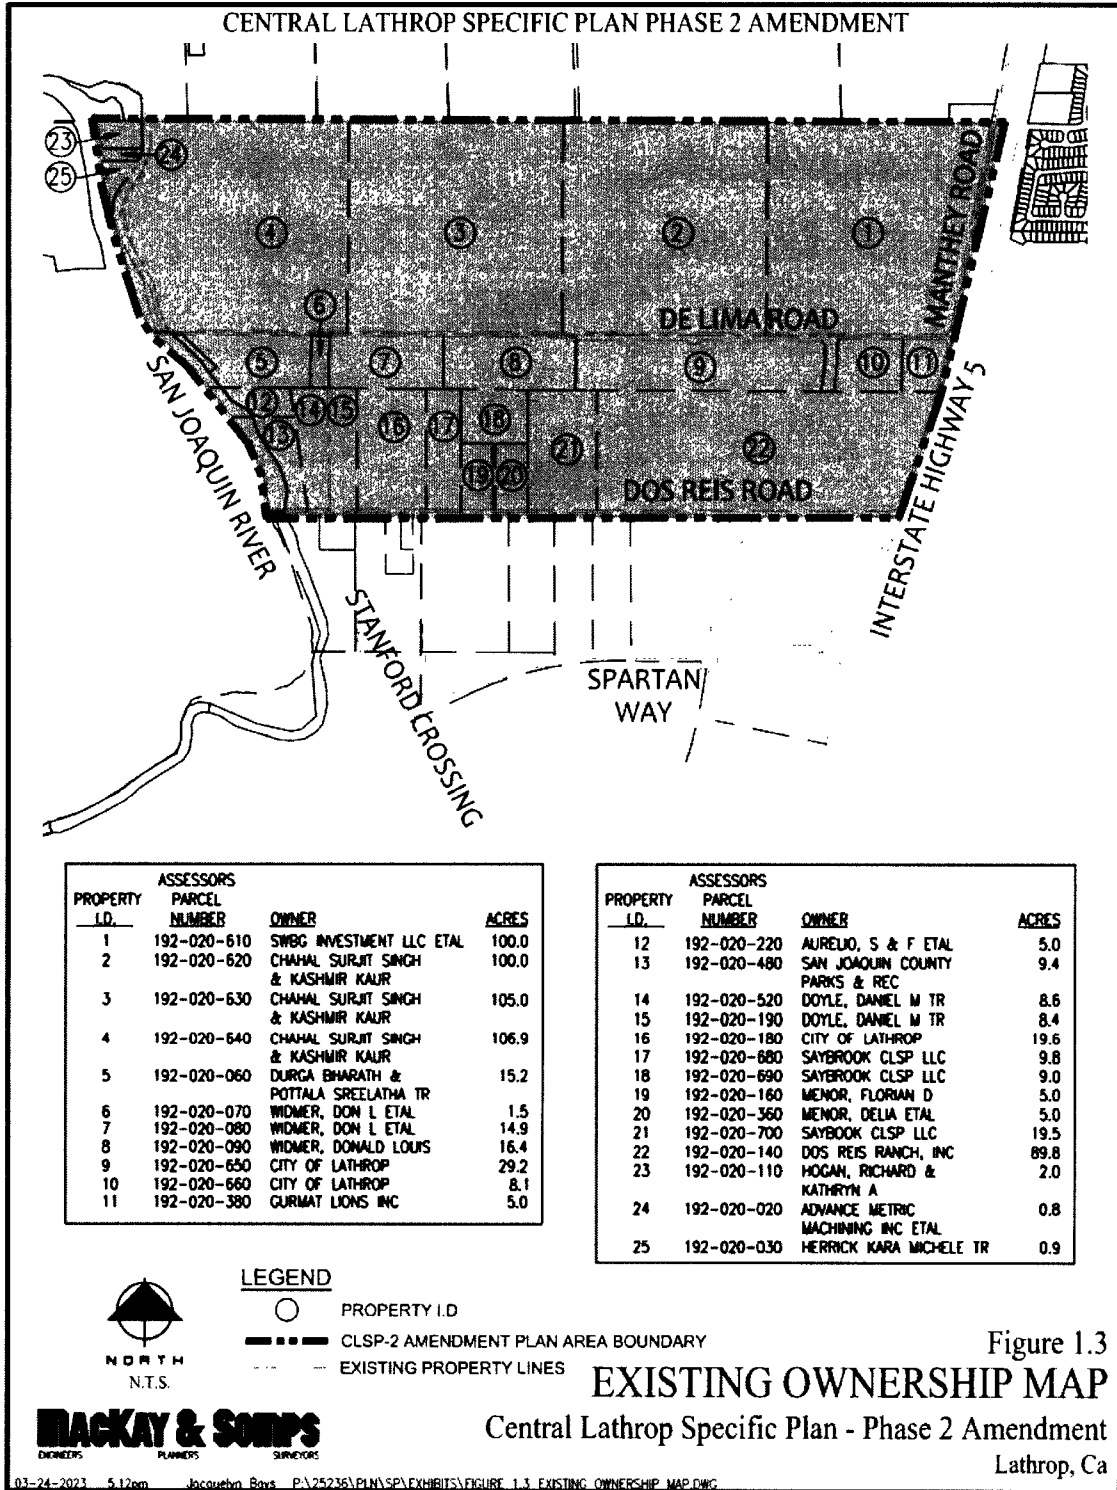 CENTRAL LATHROP SPECIFIC PLAN PHASE 2 AMENDMENT
23
24
25
4
3
2
1
MANTHEY ROAD
6
DE LIMA ROAD
5
7
8
9
10
11
12
14
15
13
16
17
18
19
20
21
22
DOS REIS ROAD
SAN JOAQUIN RIVER
INTERSTATE HIGHWAY 5
STANFORD CROSSING
SPARTAN
WAY
ASSESSORS
PROPERTY PARCEL
I.D. NUMBER OWNER ACRES
1 192-020-610 SWBG INVESTMENT LLC ETAL 100.0
2 192-020-620 CHAHAL SURJIT SINGH 100.0
& KASHMIR KAUR
3 192-020-630 CHAHAL SURJIT SINGH 105.0
& KASHMIR KAUR
4 192-020-640 CHAHAL SURJIT SINGH 106.9
& KASHMIR KAUR
5 192-020-060 DURGA BHARATH & 15.2
POTTALA SREELATHA TR
6 192-020-070 WIDMER, DON L ETAL 1.5
7 192-020-080 WIDMER, DON L ETAL 14.9
8 192-020-090 WIDMER, DONALD LOUIS 16.4
9 192-020-650 CITY OF LATHROP 29.2
10 192-020-660 CITY OF LATHROP 8.1
11 192-020-380 GURMAT LIONS INC 5.0
ASSESSORS
PROPERTY PARCEL
I.D. NUMBER OWNER ACRES
12 192-020-220 AURELIO, S & F ETAL 5.0
13 192-020-480 SAN JOAQUIN COUNTY 9.4
PARKS & REC
14 192-020-520 DOYLE, DANIEL M TR 8.6
15 192-020-190 DOYLE, DANIEL M TR 8.4
16 192-020-180 CITY OF LATHROP 19.6
17 192-020-680 SAYBROOK CLSP LLC 9.8
18 192-020-690 SAYBROOK CLSP LLC 9.0
19 192-020-160 MENOR, FLORIAN D 5.0
20 192-020-360 MENOR, DELIA ETAL 5.0
21 192-020-700 SAYBOOK CLSP LLC 19.5
22 192-020-140 DOS REIS RANCH, INC 89.8
23 192-020-110 HOGAN, RICHARD & 2.0
KATHRYN A
24 192-020-020 ADVANCE METRIC 0.8
MACHINING INC ETAL
25 192-020-030 HERRICK KARA MICHELE TR 0.9
LEGEND
PROPERTY I.D
CLSP-2 AMENDMENT PLAN AREA BOUNDARY
EXISTING PROPERTY LINES
NORTH
N.T.S.
Figure 1.3
EXISTING OWNERSHIP MAP
Central Lathrop Specific Plan - Phase 2 Amendment
Lathrop, Ca
MACKAY & SOMPS
ENGINEERS PLANNERS SURVEYORS
03-24-2023 5:12pm Jacquelyn Bays P:\25236\PLN\SP\EXHIBITS\FIGURE 1.3 EXISTING OWNERSHIP MAP.DWG